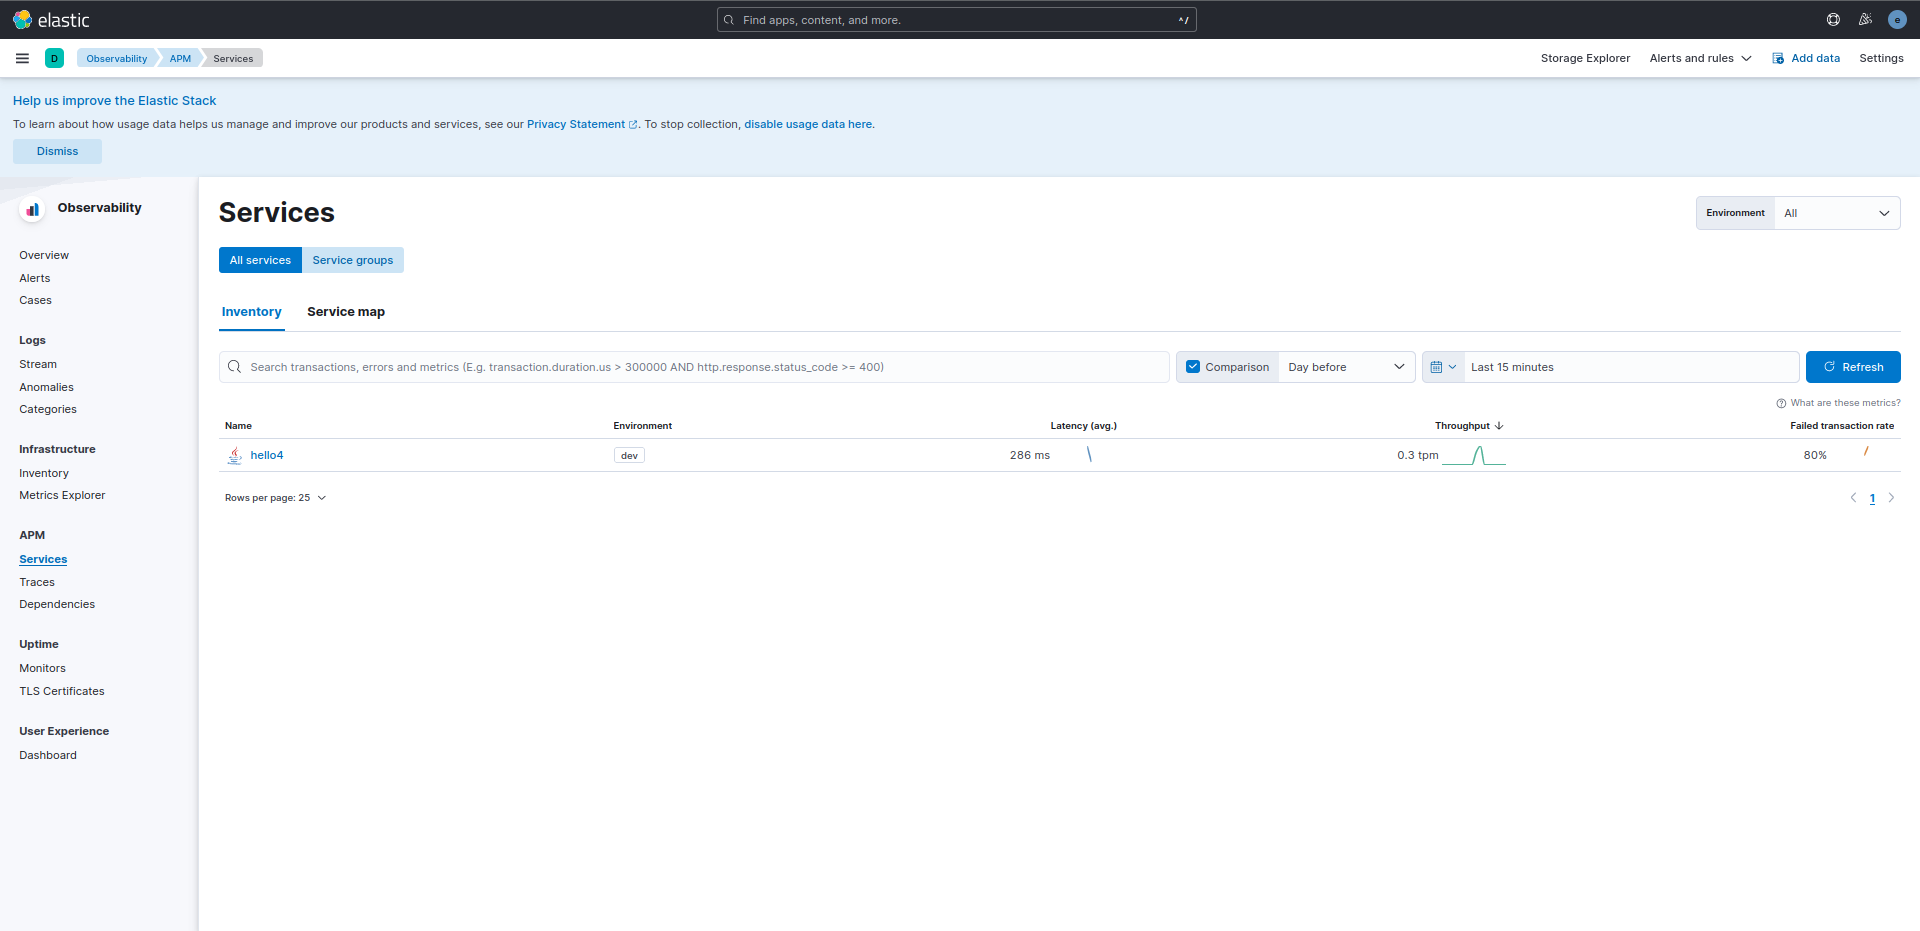 elastic
Find apps, content, and more.
^/
e
D
Observability
APM
Services
Storage Explorer
Alerts and rules
Add data
Settings
Help us improve the Elastic Stack
To learn about how usage data helps us manage and improve our products and services, see our Privacy Statement. To stop collection, disable usage data here.
Dismiss
Observability
Overview
Alerts
Cases
Logs
Stream
Anomalies
Categories
Infrastructure
Inventory
Metrics Explorer
APM
Services
Traces
Dependencies
Uptime
Monitors
TLS Certificates
User Experience
Dashboard
Services
Environment All
All services
Service groups
Inventory
Service map
Search transactions, errors and metrics (E.g. transaction.duration.us > 300000 AND http.response.status_code >= 400)
Comparison
Day before
Last 15 minutes
Refresh
What are these metrics?
Name Environment Latency (avg.) Throughput Failed transaction rate
hello4 dev 286 ms 0.3 tpm 80%
Rows per page: 25
1